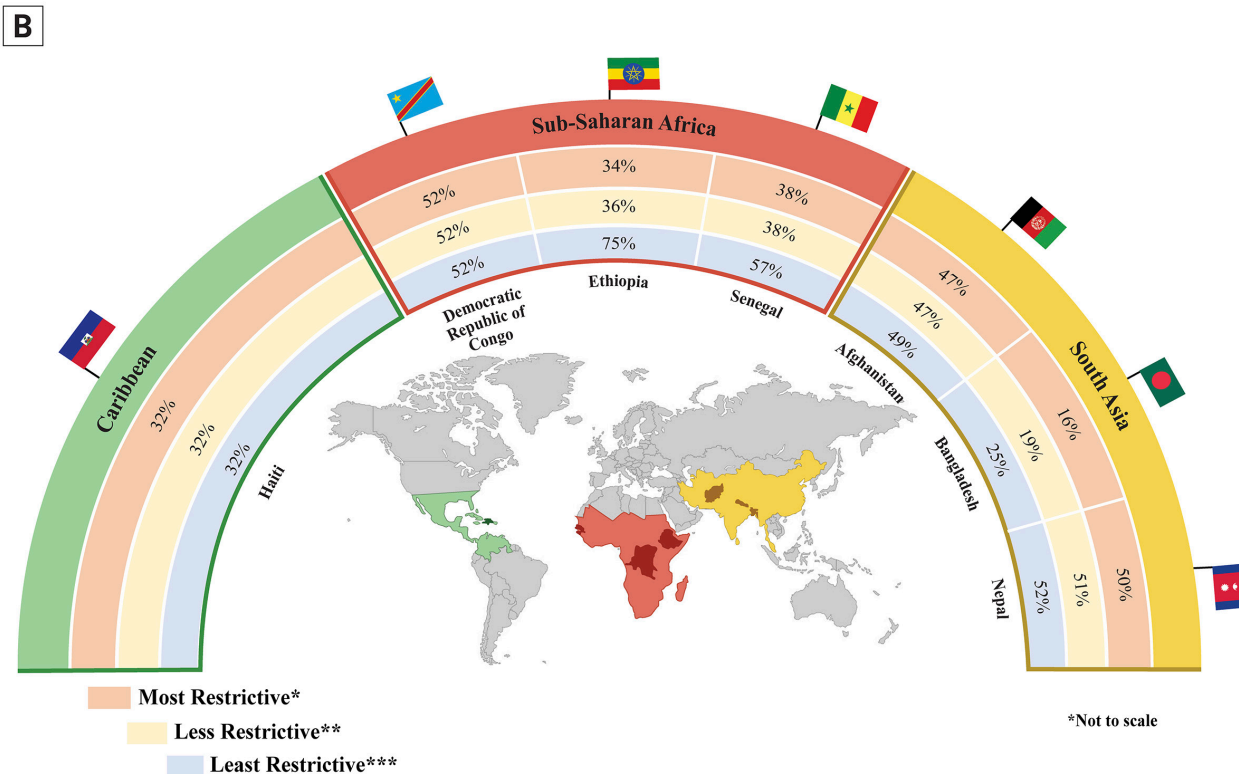 B
Sub-Saharan Africa
52%
34%
38%
52%
36%
38%
52%
75%
57%
Democratic
Republic of
Congo
Ethiopia
Senegal
Caribbean
32%
32%
32%
Haiti
South Asia
47%
47%
49%
Afghanistan
16%
19%
25%
Bangladesh
50%
51%
52%
Nepal
Most Restrictive*
Less Restrictive**
Least Restrictive***
*Not to scale